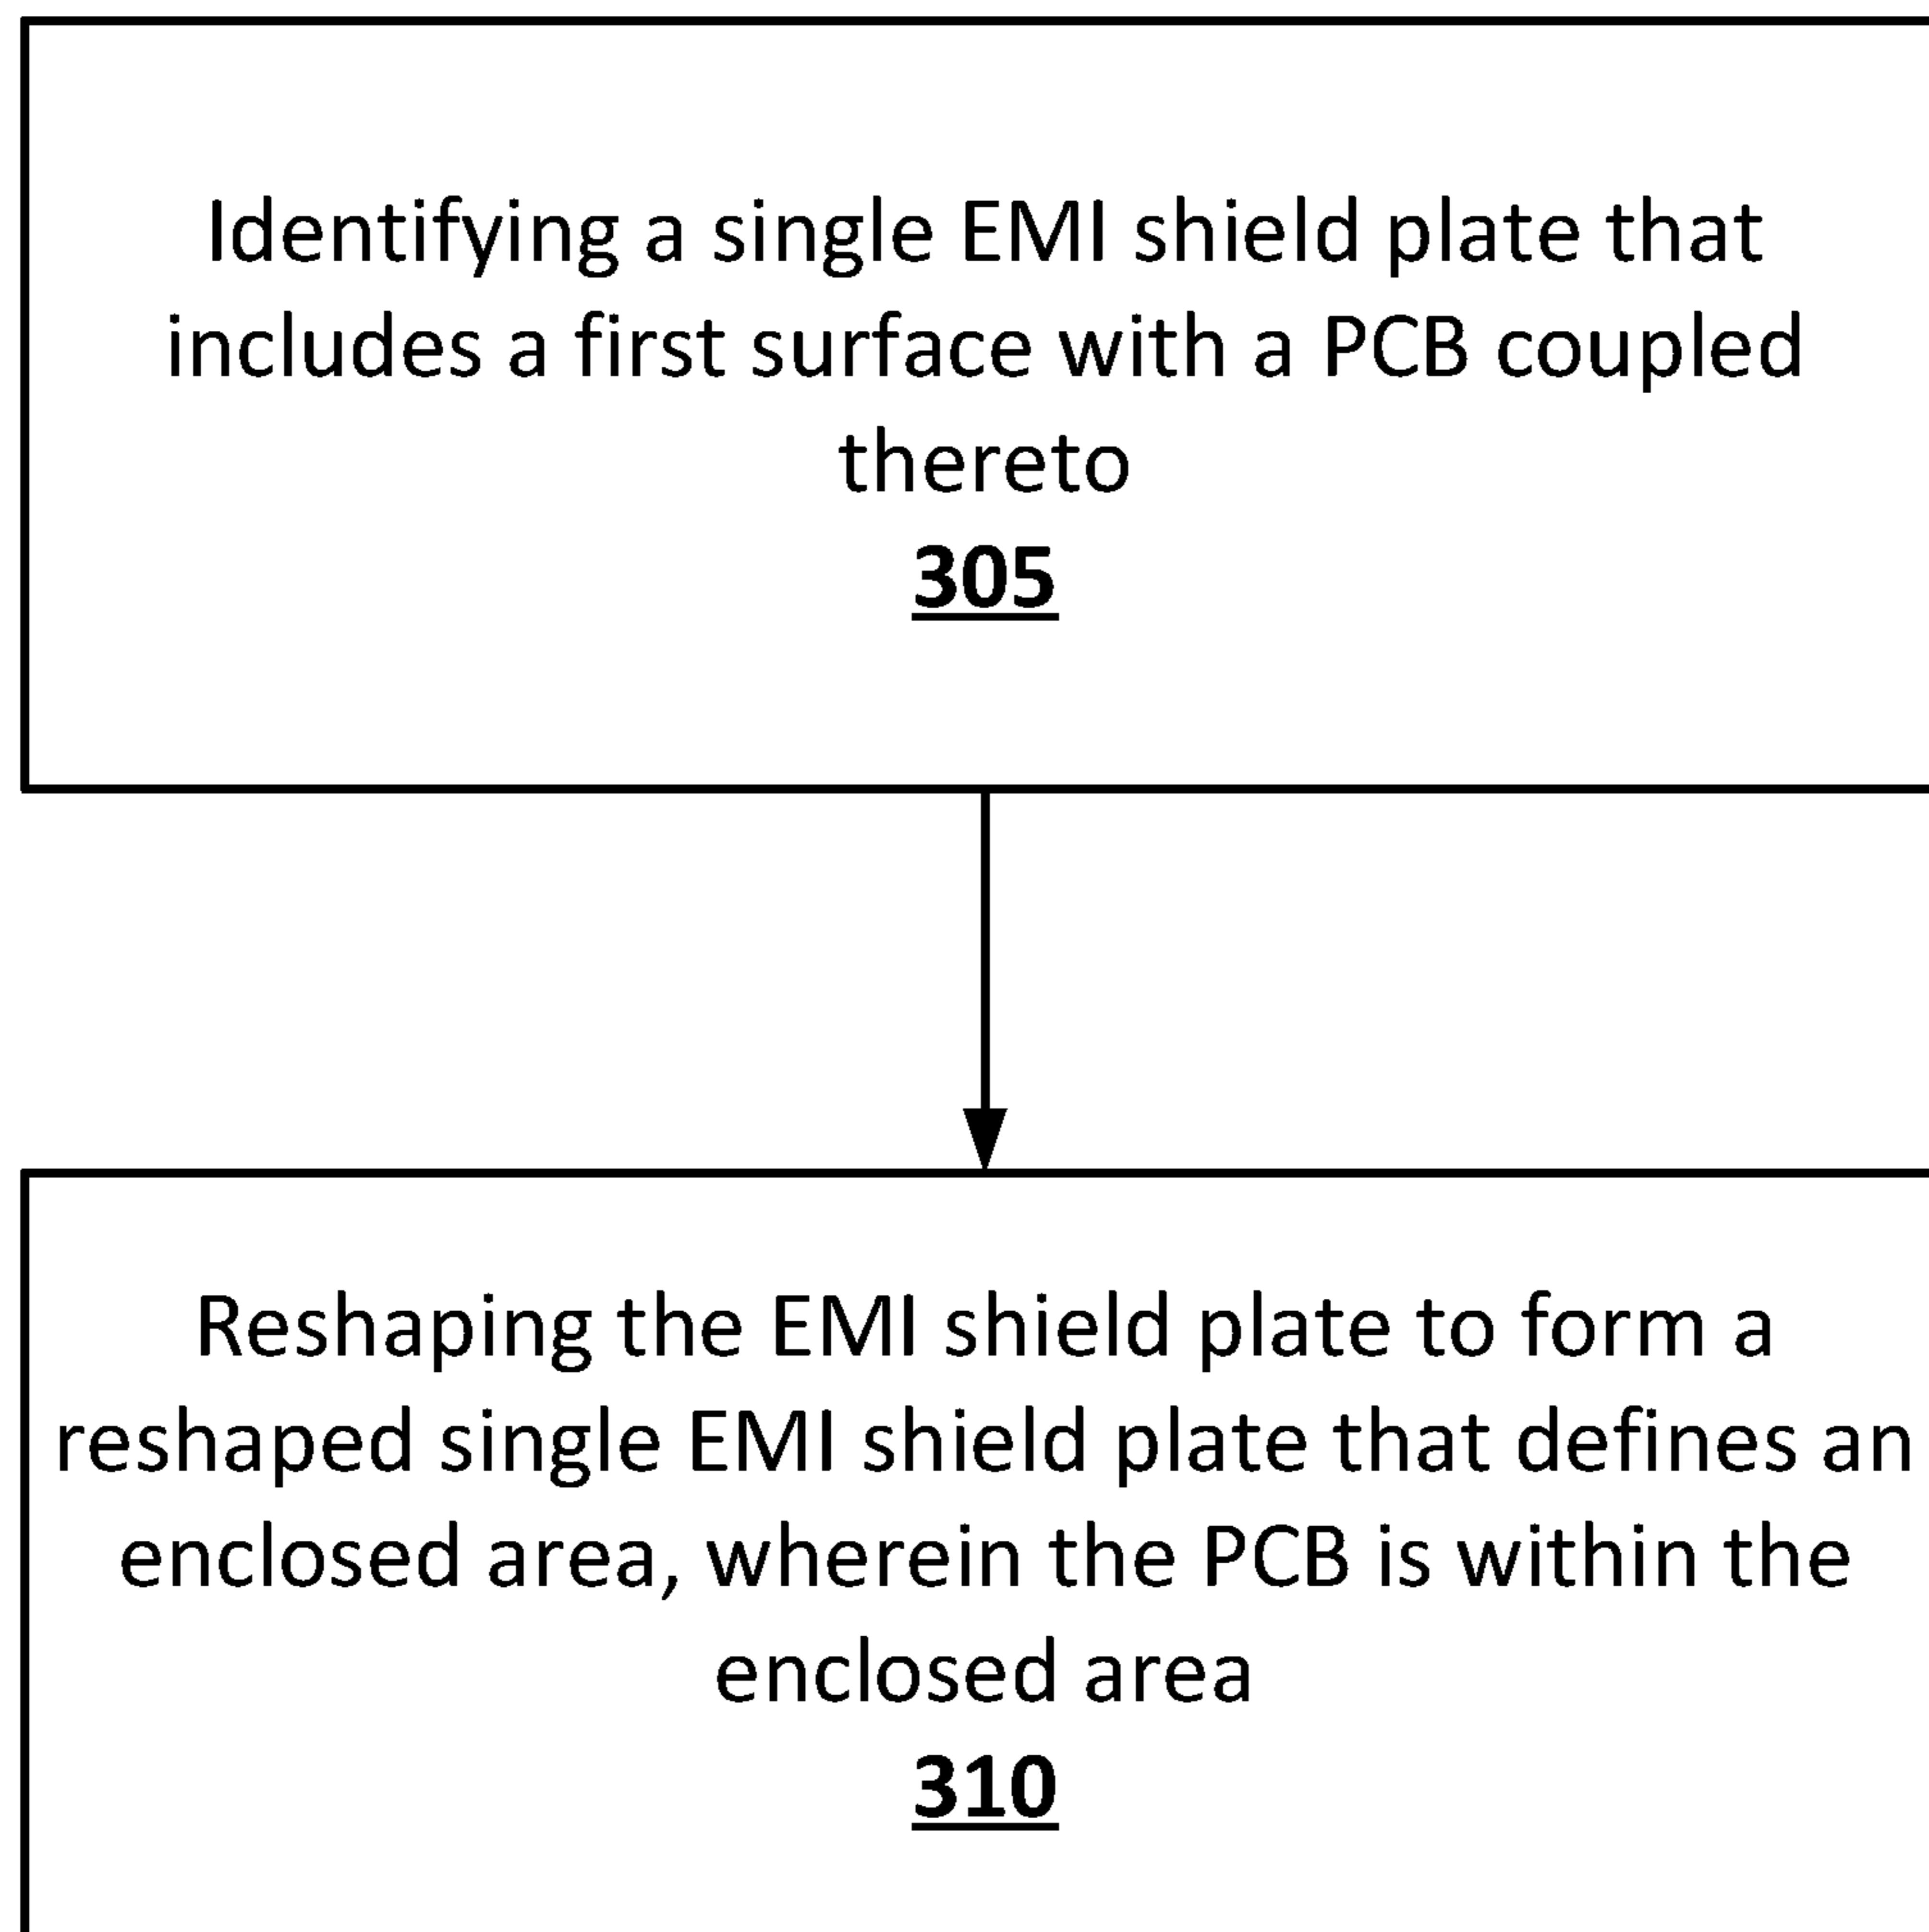 Identifying a single EMI shield plate that
includes a first surface with a PCB coupled
thereto
305
Reshaping the EMI shield plate to form a
reshaped single EMI shield plate that defines an
enclosed area, wherein the PCB is within the
enclosed area
310